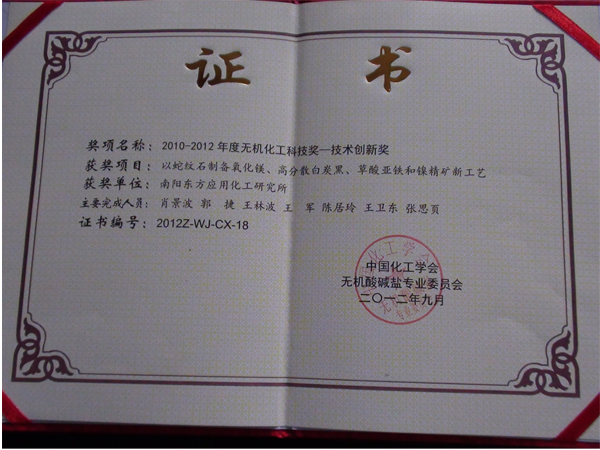 证 书
奖项名称：2010-2012 年度无机化工科技奖—技术创新奖
获奖项目：以蛇纹石制备氧化镁、高分散白炭黑、草酸亚铁和镍精矿新工艺
获奖单位：南阳东方应用化工研究所
主要完成人员：肖景波 郭 捷 王林波 王 军 陈居玲 王卫东 张思页
证书编号：2012Z-WJ-CX-18
中国化工学会
无机酸碱盐专业委员会
二〇一二年九月